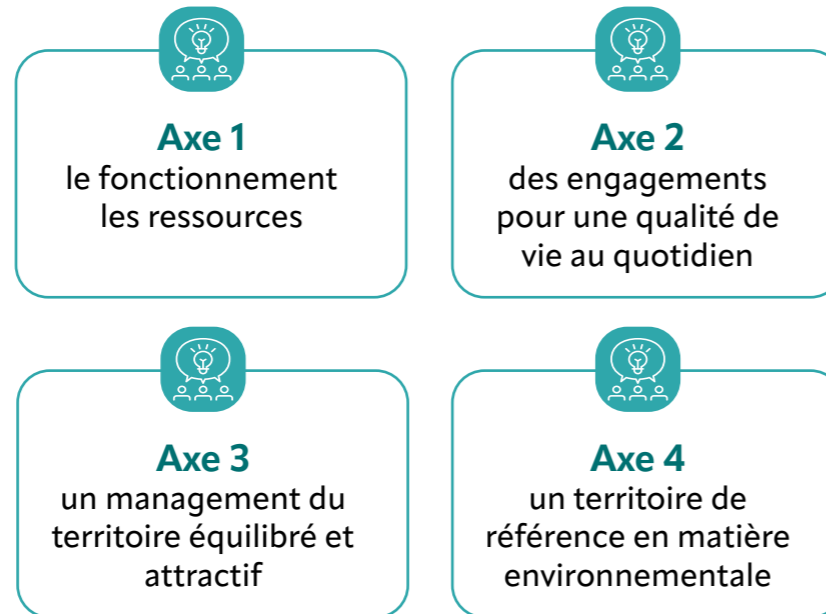 Axe 1
le fonctionnement
les ressources
Axe 2
des engagements
pour une qualité de
vie au quotidien
Axe 3
un management du
territoire équilibré et
attractif
Axe 4
un territoire de
référence en matière
environnementale